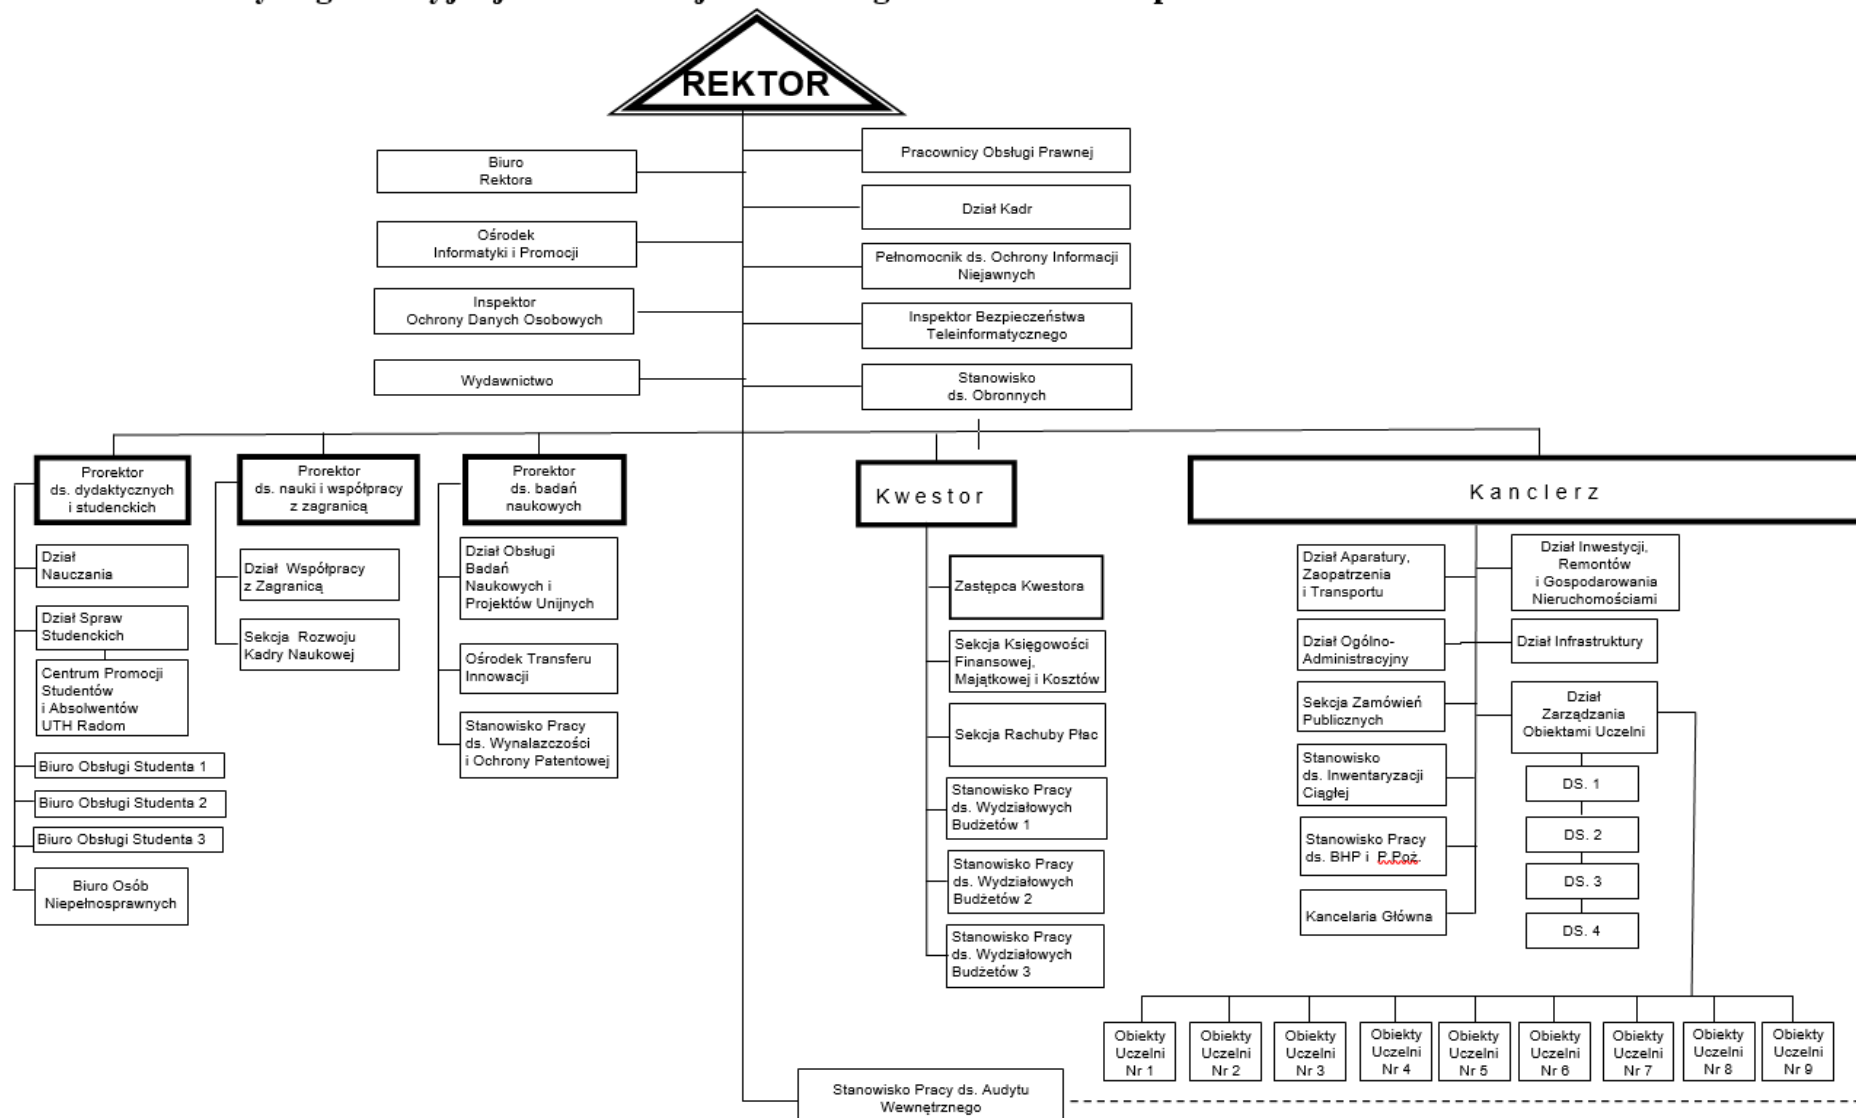 REKTOR
Biuro
Rektora
Ośrodek
Informatyki i Promocji
Inspektor
Ochrony Danych Osobowych
Wydawnictwo
Pracownicy Obsługi Prawnej
Dział Kadr
Pełnomocnik ds. Ochrony Informacji
Niejawnych
Inspektor Bezpieczeństwa
Teleinformatycznego
Stanowisko
ds. Obronnych
Prorektor
ds. dydaktycznych
i studenckich
Dział
Nauczania
Dział Spraw
Studenckich
Centrum Promocji
Studentów
i Absolwentów
UTH Radom
Biuro Obsługi Studenta 1
Biuro Obsługi Studenta 2
Biuro Obsługi Studenta 3
Biuro Osób
Niepełnosprawnych
Prorektor
ds. nauki i współpracy
z zagranicą
Dział Współpracy
z Zagranicą
Sekcja Rozwoju
Kadry Naukowej
Prorektor
ds. badań
naukowych
Dział Obsługi
Badań
Naukowych i
Projektów Unijnych
Ośrodek Transferu
Innowacji
Stanowisko Pracy
ds. Wynalazczości
i Ochrony Patentowej
Kwestor
Zastępca Kwestora
Sekcja Księgowości
Finansowej,
Majątkowej i Kosztów
Sekcja Rachuby Płac
Stanowisko Pracy
ds. Wydziałowych
Budżetów 1
Stanowisko Pracy
ds. Wydziałowych
Budżetów 2
Stanowisko Pracy
ds. Wydziałowych
Budżetów 3
Kanclerz
Dział Aparatury,
Zaopatrzenia
i Transportu
Dział Ogólno-
Administracyjny
Sekcja Zamówień
Publicznych
Stanowisko
ds. Inwentaryzacji
Ciągłej
Stanowisko Pracy
ds. BHP i P.Poż.
Kancelaria Główna
Dział Inwestycji,
Remontów
i Gospodarowania
Nieruchomościami
Dział Infrastruktury
Dział
Zarządzania
Obiektami Uczelni
DS. 1
DS. 2
DS. 3
DS. 4
Obiekty
Uczelni
Nr 1
Obiekty
Uczelni
Nr 2
Obiekty
Uczelni
Nr 3
Obiekty
Uczelni
Nr 4
Obiekty
Uczelni
Nr 5
Obiekty
Uczelni
Nr 6
Obiekty
Uczelni
Nr 7
Obiekty
Uczelni
Nr 8
Obiekty
Uczelni
Nr 9
Stanowisko Pracy ds. Audytu
Wewnętrznego